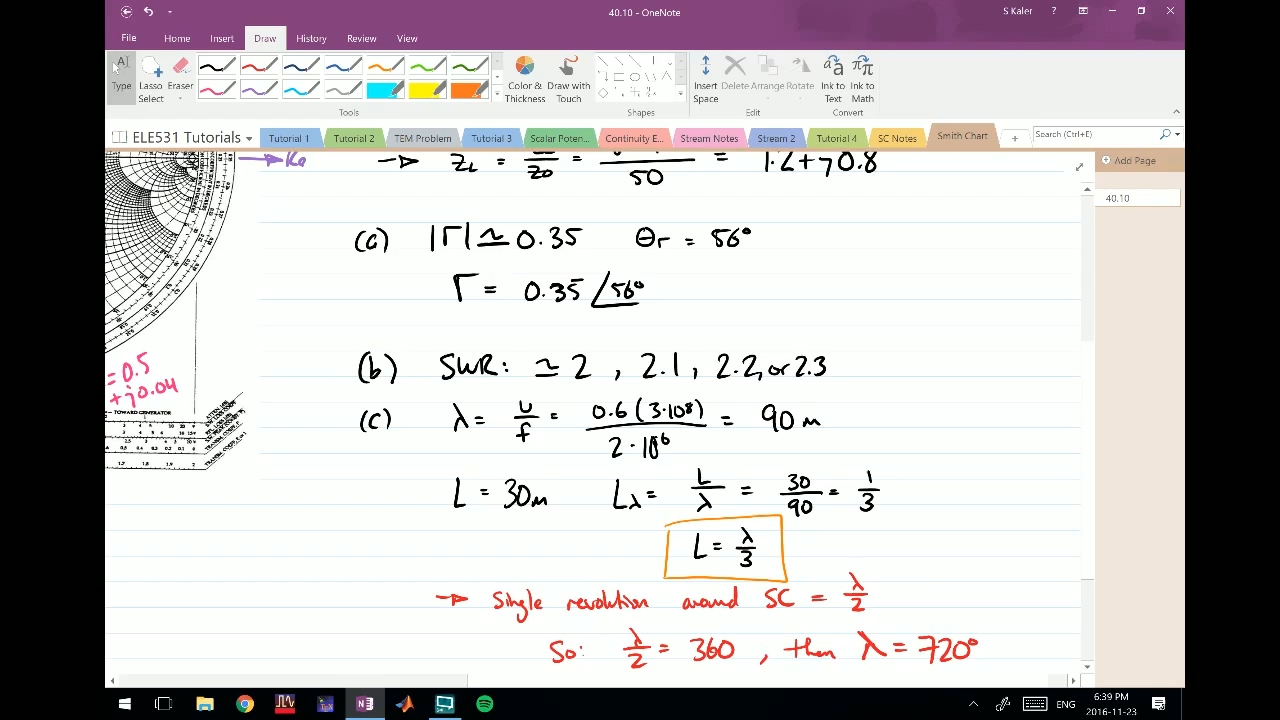 40.10 - OneNote
S Kaler
?
File Home Insert Draw History Review View
Type
Lasso Select
Eraser
Color & Thickness
Draw with Touch
Insert Space
Delete
Arrange
Rotate
Ink to Text
Ink to Math
Tools
Shapes
Edit
Convert
ELE531 Tutorials
Tutorial 1
Tutorial 2
TEM Problem
Tutorial 3
Scalar Poten...
Continuity E...
Stream Notes
Stream 2
Tutorial 4
SC Notes
Smith Chart
Search (Ctrl+E)
Add Page
40.10
→ ZL = / Z0 = / 50 = 1.2+j0.8
(a) |Γ| ≃ 0.35 θr = 56°
Γ = 0.35 ∠56°
(b) SWR: ≃ 2 , 2.1 , 2.2, or 2.3
= 0.5
+j0.04
TOWARD GENERATOR
(c) λ = u/f = 0.6(3·10⁸)/2·10⁶ = 90 m
L = 30m Lλ = L/λ = 30/90 = 1/3
L = λ/3
→ Single revolution around SC = λ/2
So: λ/2 = 360 , then λ = 720°
ENG
6:39 PM
2016-11-23